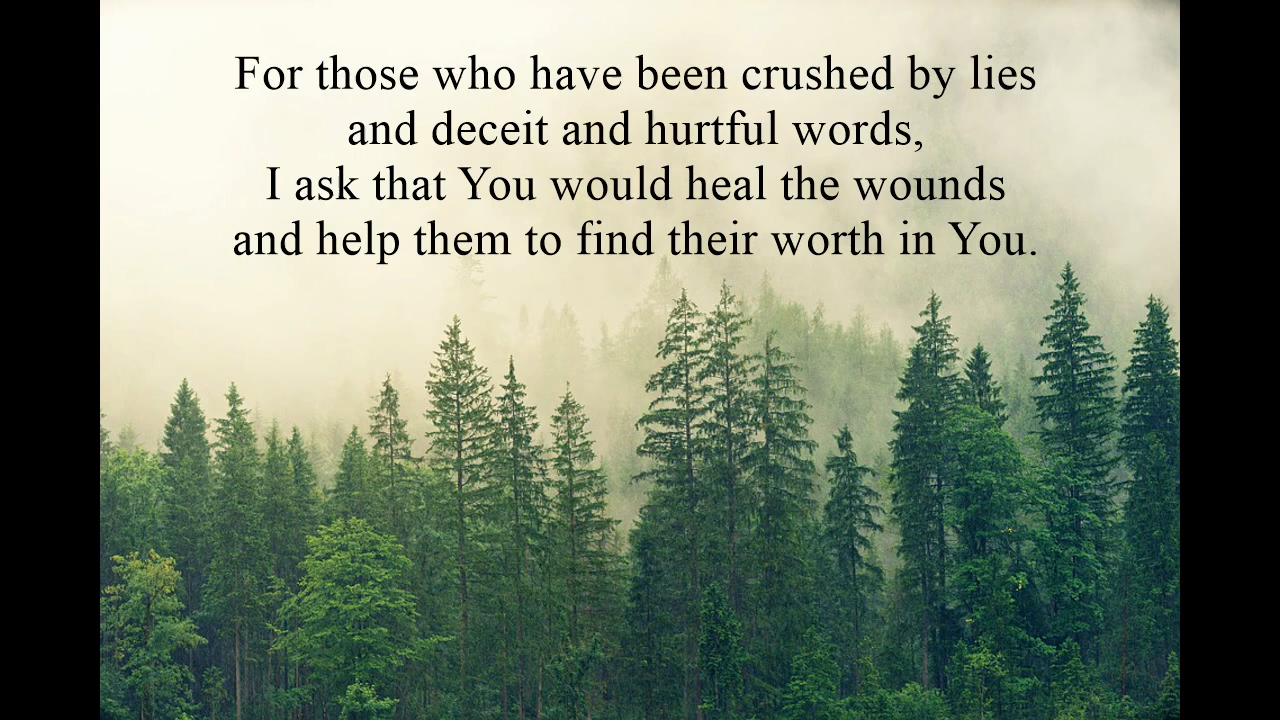 For those who have been crushed by lies
and deceit and hurtful words,
I ask that You would heal the wounds
and help them to find their worth in You.